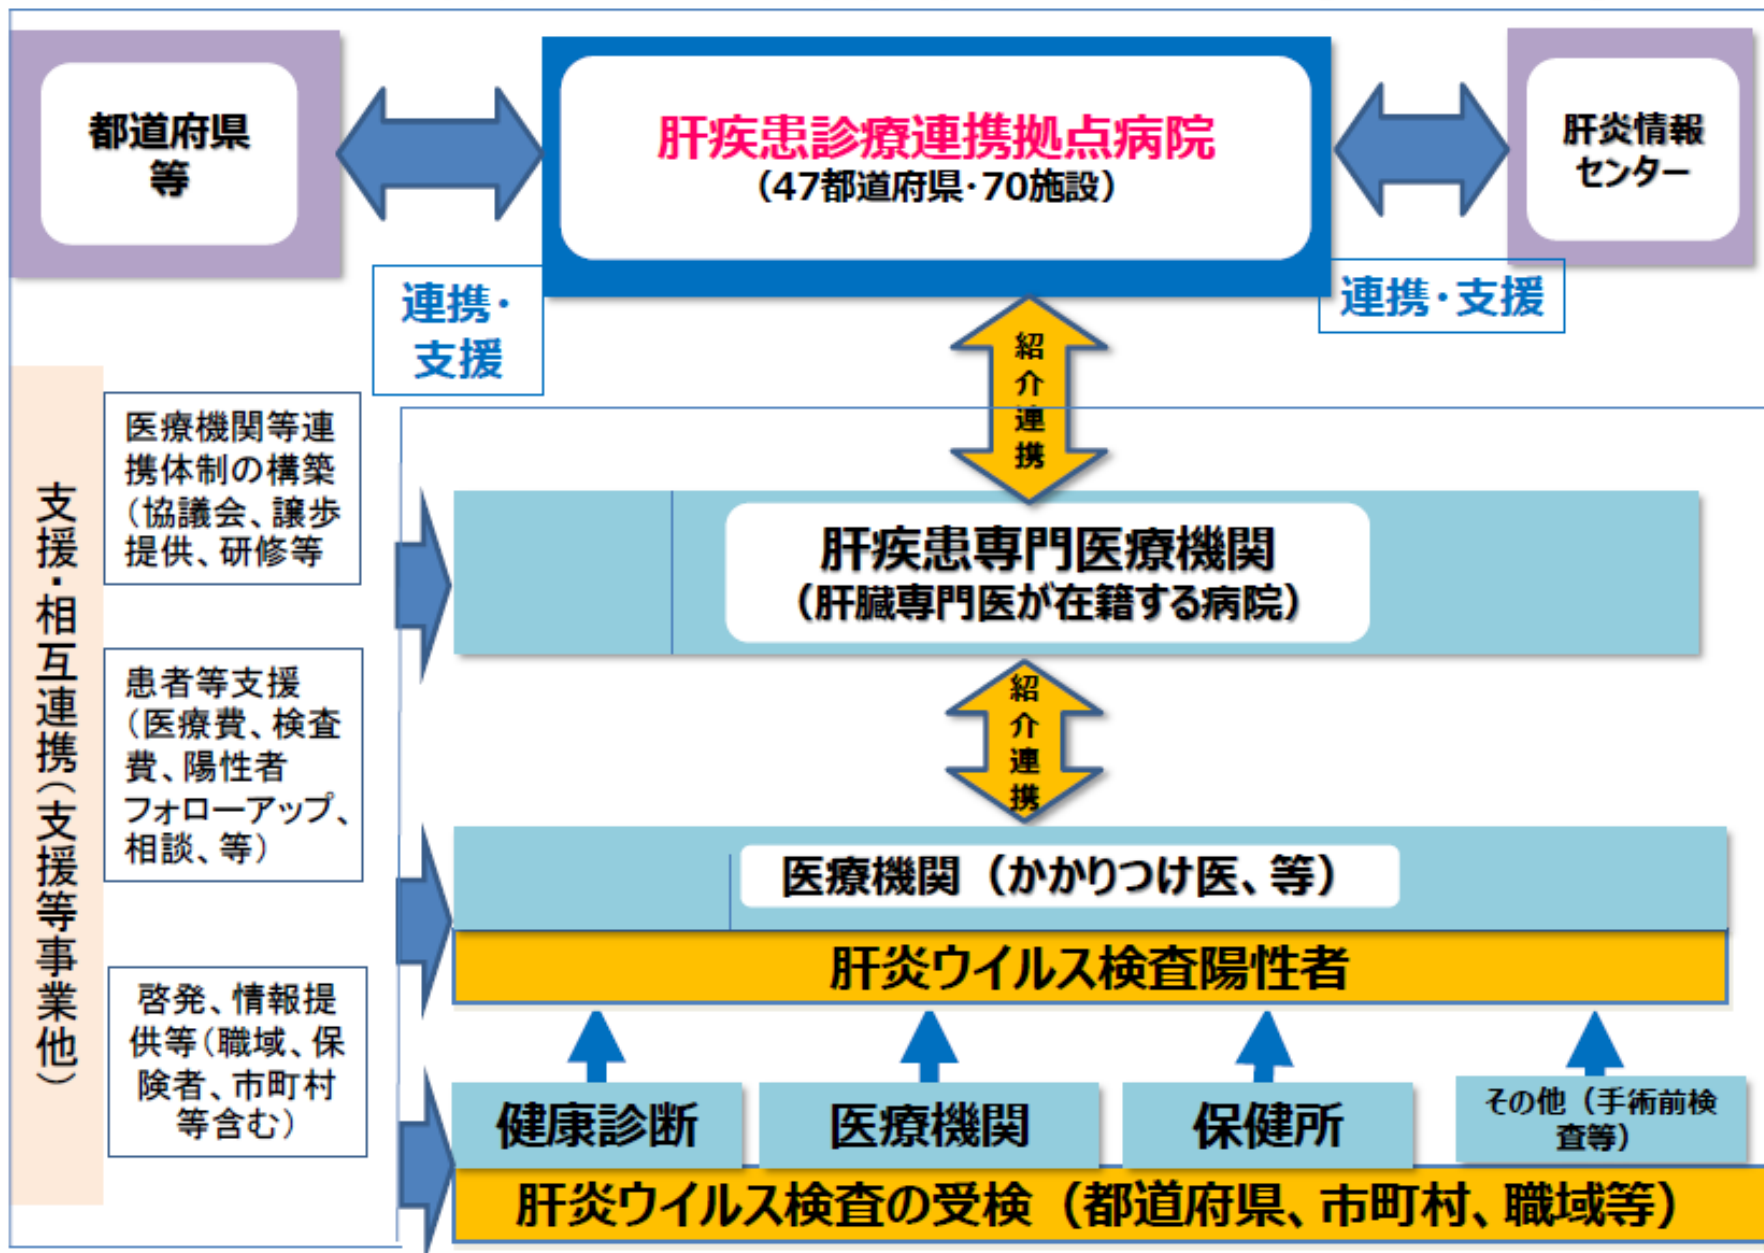 都道府県
等
肝疾患診療連携拠点病院
（47都道府県・70施設）
肝炎情報
センター
連携・
支援
連携・支援
紹介連携
支援・相互連携（支援等事業他）
医療機関等連
携体制の構築
（協議会、譲歩
提供、研修等
肝疾患専門医療機関
（肝臓専門医が在籍する病院）
患者等支援
（医療費、検査
費、陽性者
フォローアップ、
相談、等）
紹介連携
医療機関（かかりつけ医、等）
肝炎ウイルス検査陽性者
啓発、情報提
供等（職域、保
険者、市町村
等含む）
健康診断
医療機関
保健所
その他（手術前検
査等）
肝炎ウイルス検査の受検（都道府県、市町村、職域等）